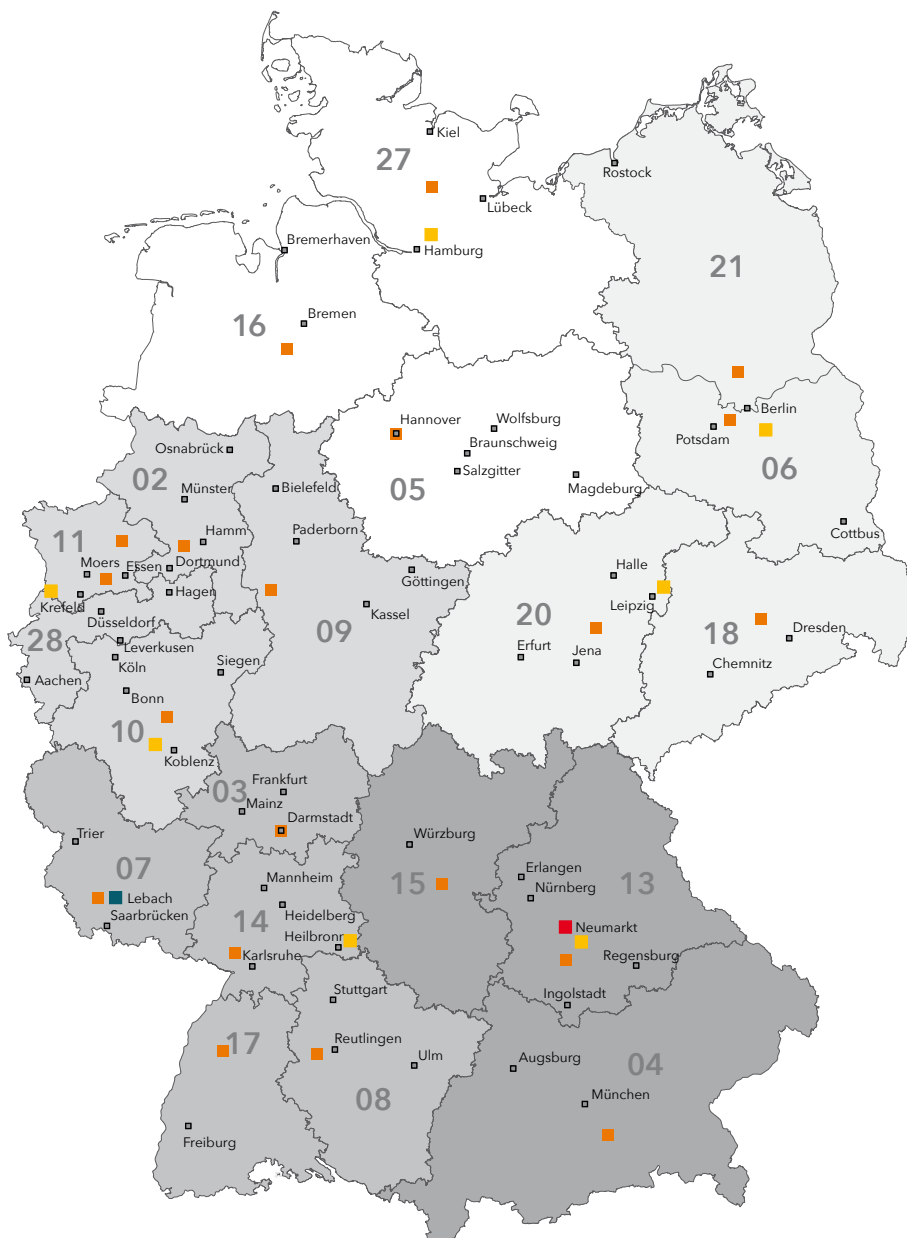 Kiel
27
Rostock
Lübeck
Bremerhaven
Hamburg
21
Bremen
16
Berlin
Hannover
Wolfsburg
Potsdam
Osnabrück
Braunschweig
02
Salzgitter
06
Bielefeld
05
Magdeburg
Münster
Paderborn
Cottbus
11
Hamm
Moers
Essen
Dortmund
Halle
Göttingen
Hagen
Krefeld
Kassel
Leipzig
Düsseldorf
09
20
18
28
Leverkusen
Dresden
Köln
Siegen
Erfurt
Jena
Aachen
Chemnitz
Bonn
10
Koblenz
Frankfurt
03
Mainz
Darmstadt
Trier
Würzburg
07
Erlangen
13
Mannheim
15
Nürnberg
Lebach
Heidelberg
Saarbrücken
14
Neumarkt
Heilbronn
Karlsruhe
Regensburg
Stuttgart
Ingolstadt
17
Reutlingen
Ulm
Augsburg
04
08
München
Freiburg